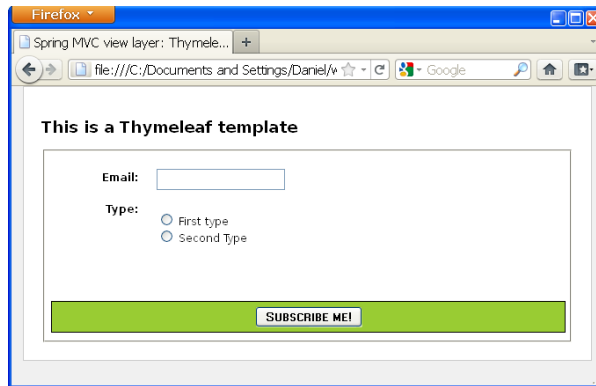 Firefox
Spring MVC view layer: Thymele...
file:///C:/Documents and Settings/Daniel/w
Google
This is a Thymeleaf template
Email:
Type:
First type
Second Type
SUBSCRIBE ME!